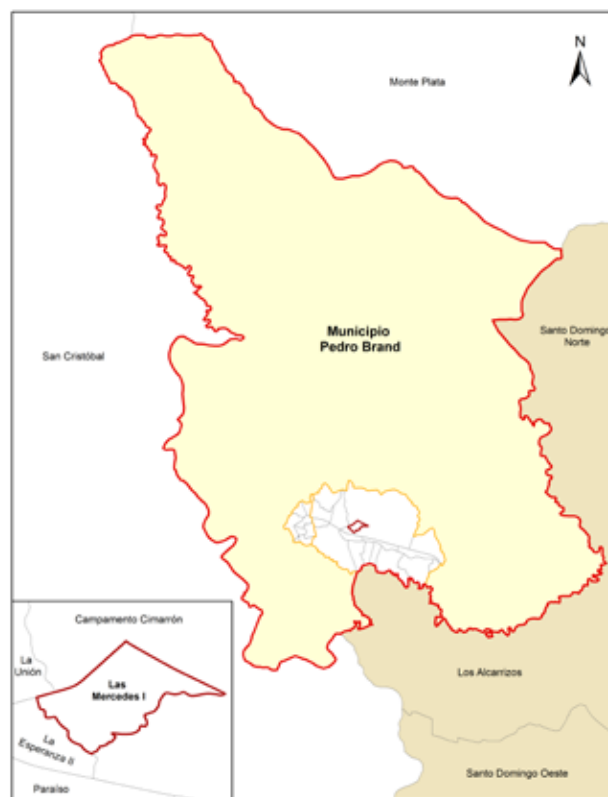 N
Monte Plata
Municipio
Pedro Brand
Santo Domingo
Norte
San Cristóbal
Campamento Cimarrón
La
Unión
Las
Mercedes I
La
Esperanza II
Paraíso
Los Alcarrizos
Santo Domingo Oeste